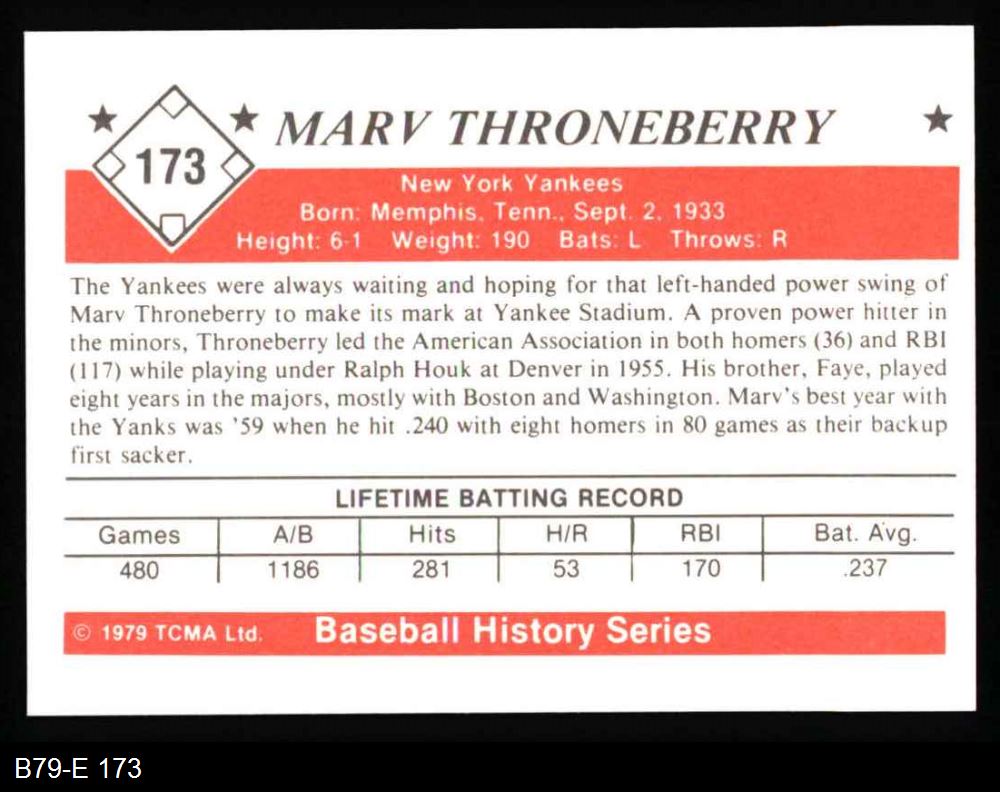 173
MARV THRONEBERRY
New York Yankees
Born: Memphis, Tenn., Sept. 2, 1933
Height: 6-1 Weight: 190 Bats: L Throws: R
The Yankees were always waiting and hoping for that left-handed power swing of
Marv Throneberry to make its mark at Yankee Stadium. A proven power hitter in
the minors, Throneberry led the American Association in both homers (36) and RBI
(117) while playing under Ralph Houk at Denver in 1955. His brother, Faye, played
eight years in the majors, mostly with Boston and Washington. Marv's best year with
the Yanks was '59 when he hit .240 with eight homers in 80 games as their backup
first sacker.
LIFETIME BATTING RECORD
Games A/B Hits H/R RBI Bat. Avg.
480 1186 281 53 170 .237
© 1979 TCMA Ltd. Baseball History Series
B79-E 173